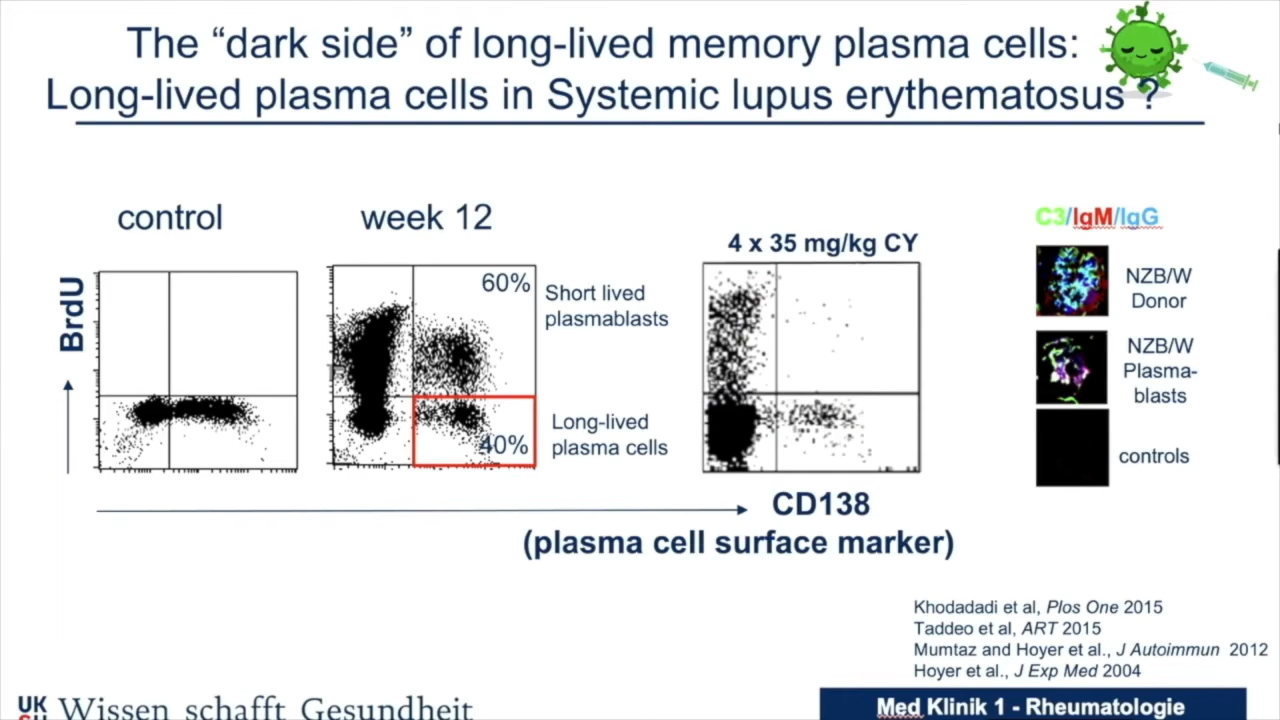 The “dark side” of long-lived memory plasma cells:
Long-lived plasma cells in Systemic lupus erythematosus ?
control
week 12
4 x 35 mg/kg CY
C3/IgM/IgG
BrdU
60%
Short lived
plasmablasts
40%
Long-lived
plasma cells
NZB/W
Donor
NZB/W
Plasma-
blasts
controls
CD138
(plasma cell surface marker)
Khodadadi et al, Plos One 2015
Taddeo et al, ART 2015
Mumtaz and Hoyer et al., J Autoimmun 2012
Hoyer et al., J Exp Med 2004
UK
Wissen schafft Gesundheit
Med Klinik 1 - Rheumatologie